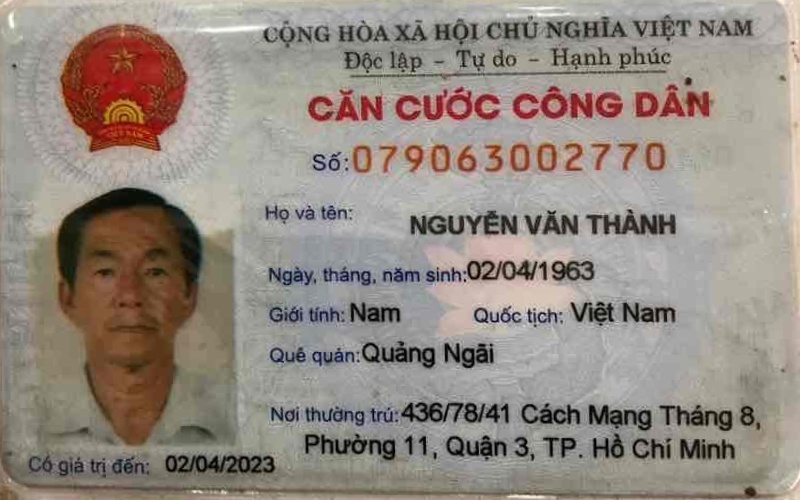 CỘNG HÒA XÃ HỘI CHỦ NGHĨA VIỆT NAM
Độc lập - Tự do - Hạnh phúc
CĂN CƯỚC CÔNG DÂN
Số: 079063002770
Họ và tên: NGUYỄN VĂN THÀNH
Ngày, tháng, năm sinh: 02/04/1963
Giới tính: Nam Quốc tịch: Việt Nam
Quê quán: Quảng Ngãi
Nơi thường trú: 436/78/41 Cách Mạng Tháng 8,
Phường 11, Quận 3, TP. Hồ Chí Minh
Có giá trị đến: 02/04/2023